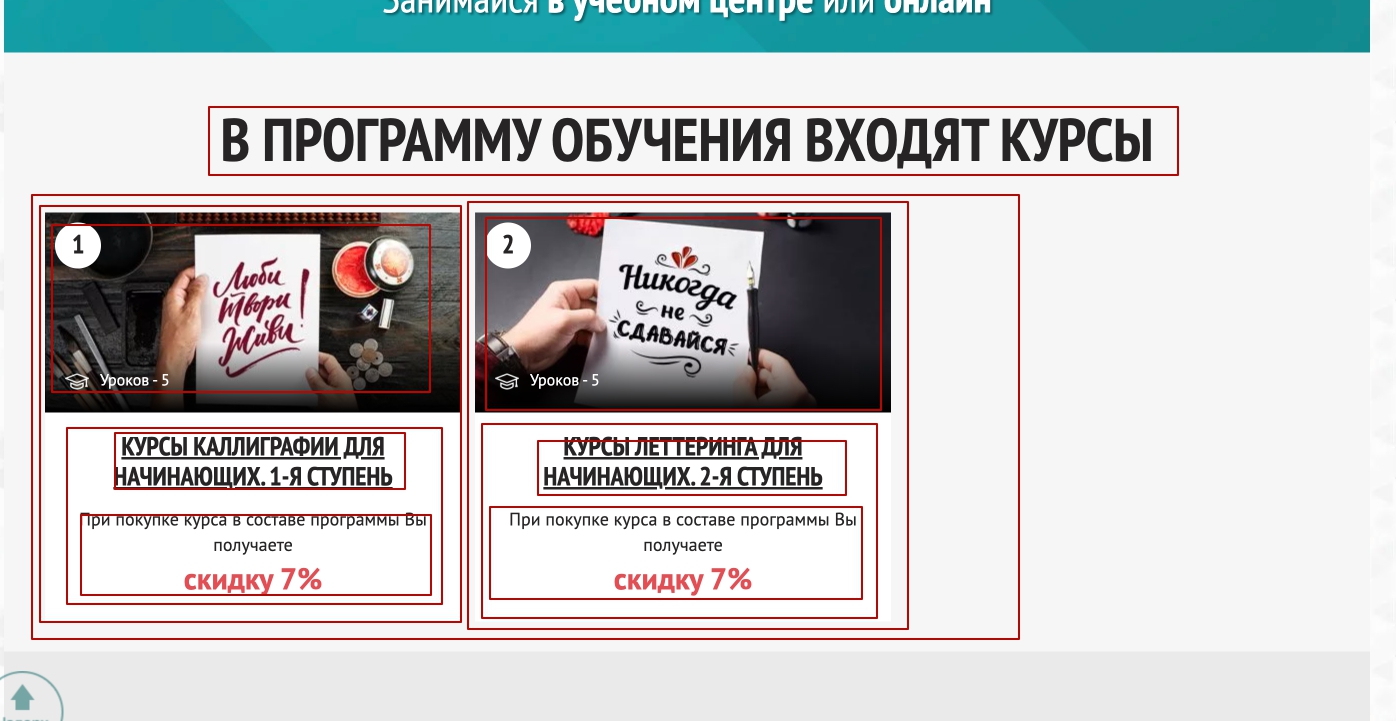 Занимайся в учебном центре или онлайн
В ПРОГРАММУ ОБУЧЕНИЯ ВХОДЯТ КУРСЫ
1
Люби
твори
Живи!
Уроков - 5
КУРСЫ КАЛЛИГРАФИИ ДЛЯ
НАЧИНАЮЩИХ. 1-Я СТУПЕНЬ
При покупке курса в составе программы Вы
получаете
скидку 7%
2
Никогда
не
СДАВАЙСЯ
Уроков - 5
КУРСЫ ЛЕТТЕРИНГА ДЛЯ
НАЧИНАЮЩИХ. 2-Я СТУПЕНЬ
При покупке курса в составе программы Вы
получаете
скидку 7%